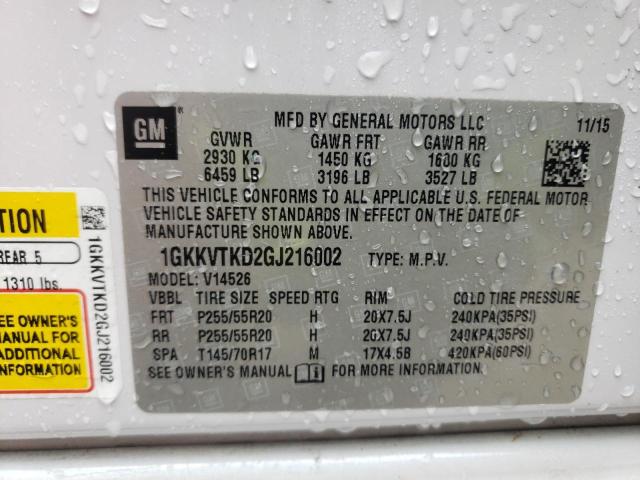 GM
MFD BY GENERAL MOTORS LLC 11/15
GVWR GAWR FRT GAWR RR
2930 KG 1450 KG 1600 KG
6459 LB 3196 LB 3527 LB
THIS VEHICLE CONFORMS TO ALL APPLICABLE U.S. FEDERAL MOTOR
VEHICLE SAFETY STANDARDS IN EFFECT ON THE DATE OF
MANUFACTURE SHOWN ABOVE.
1GKKVTKD2GJ216002 TYPE: M.P.V.
MODEL: V14526
VBBL TIRE SIZE SPEED RTG RIM COLD TIRE PRESSURE
FRT P255/55R20 H 20X7.5J 240KPA(35PSI)
RR P255/55R20 H 20X7.5J 240KPA(35PSI)
SPA T145/70R17 M 17X4.5B 420KPA(60PSI)
SEE OWNER'S MANUAL FOR MORE INFORMATION.
TION
REAR 5
1310 lbs.
SEE OWNER'S
MANUAL FOR
ADDITIONAL
1GKKVTKD2GJ216002